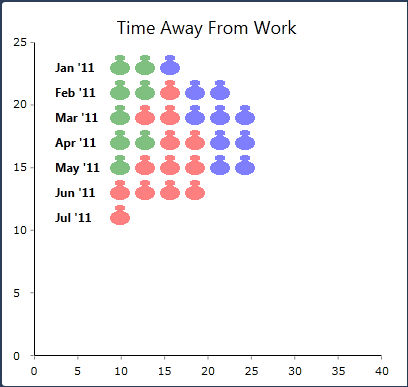 Time Away From Work
25
Jan '11
Feb '11
20
Mar '11
Apr '11
15
May '11
Jun '11
Jul '11
10
5
0
0 5 10 15 20 25 30 35 40